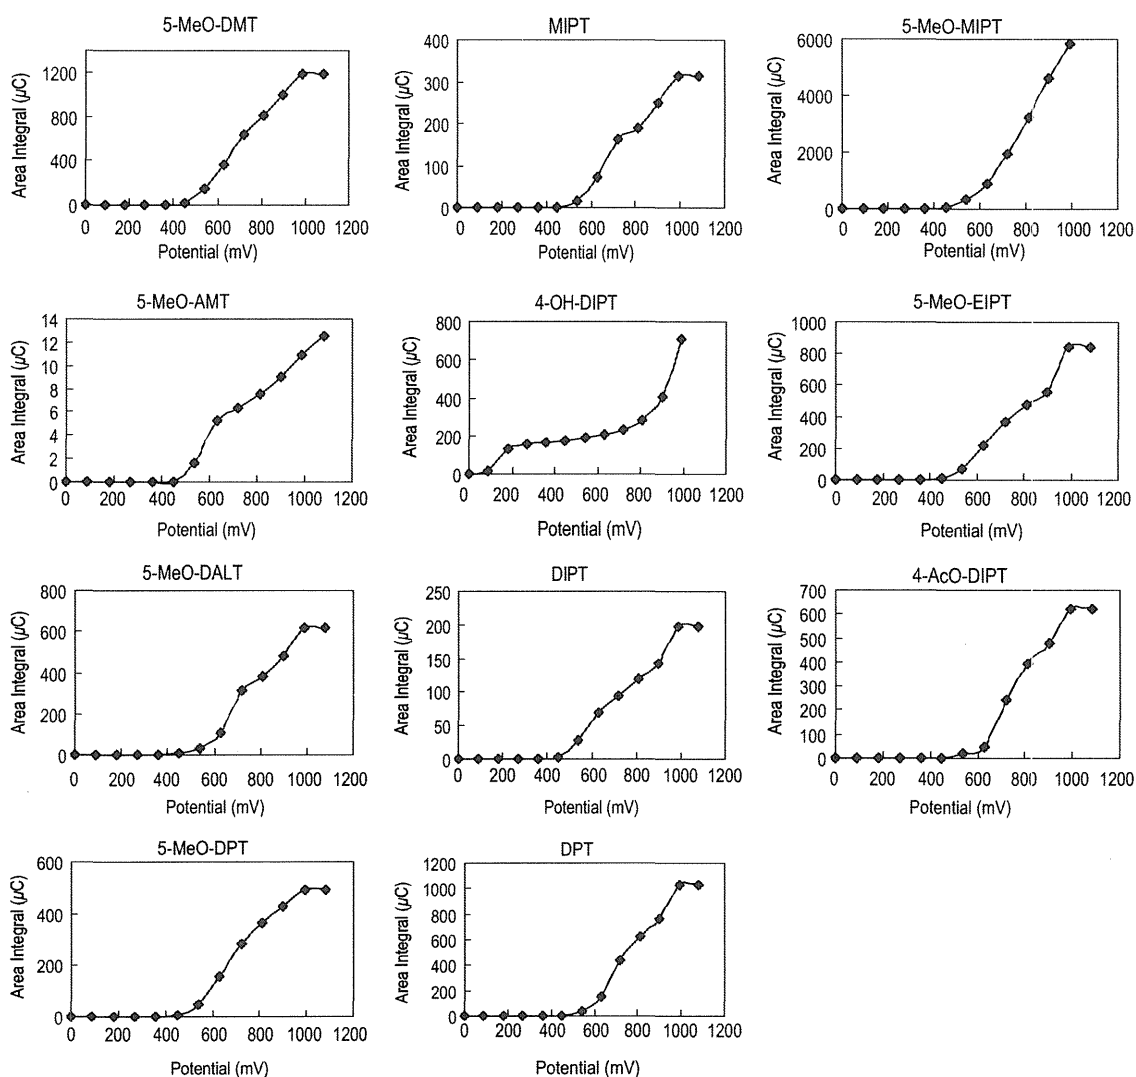 5-MeO-DMT
Area Integral (µC)
1200
800
400
0
0 200 400 600 800 1000 1200
Potential (mV)
MIPT
Area Integral (µC)
400
300
200
100
0
0 200 400 600 800 1000 1200
Potential (mV)
5-MeO-MIPT
Area Integral (µC)
6000
4000
2000
0
0 200 400 600 800 1000 1200
Potential (mV)
5-MeO-AMT
Area Integral (µC)
14
12
10
8
6
4
2
0
0 200 400 600 800 1000 1200
Potential (mV)
4-OH-DIPT
Area Integral (µC)
800
600
400
200
0
0 200 400 600 800 1000 1200
Potential (mV)
5-MeO-EIPT
Area Integral (µC)
1000
800
600
400
200
0
0 200 400 600 800 1000 1200
Potential (mV)
5-MeO-DALT
Area Integral (µC)
800
600
400
200
0
0 200 400 600 800 1000 1200
Potential (mV)
DIPT
Area Integral (µC)
250
200
150
100
50
0
0 200 400 600 800 1000 1200
Potential (mV)
4-AcO-DIPT
Area Integral (µC)
700
600
500
400
300
200
100
0
0 200 400 600 800 1000 1200
Potential (mV)
5-MeO-DPT
Area Integral (µC)
600
400
200
0
0 200 400 600 800 1000 1200
Potential (mV)
DPT
Area Integral (µC)
1200
1000
800
600
400
200
0
0 200 400 600 800 1000 1200
Potential (mV)